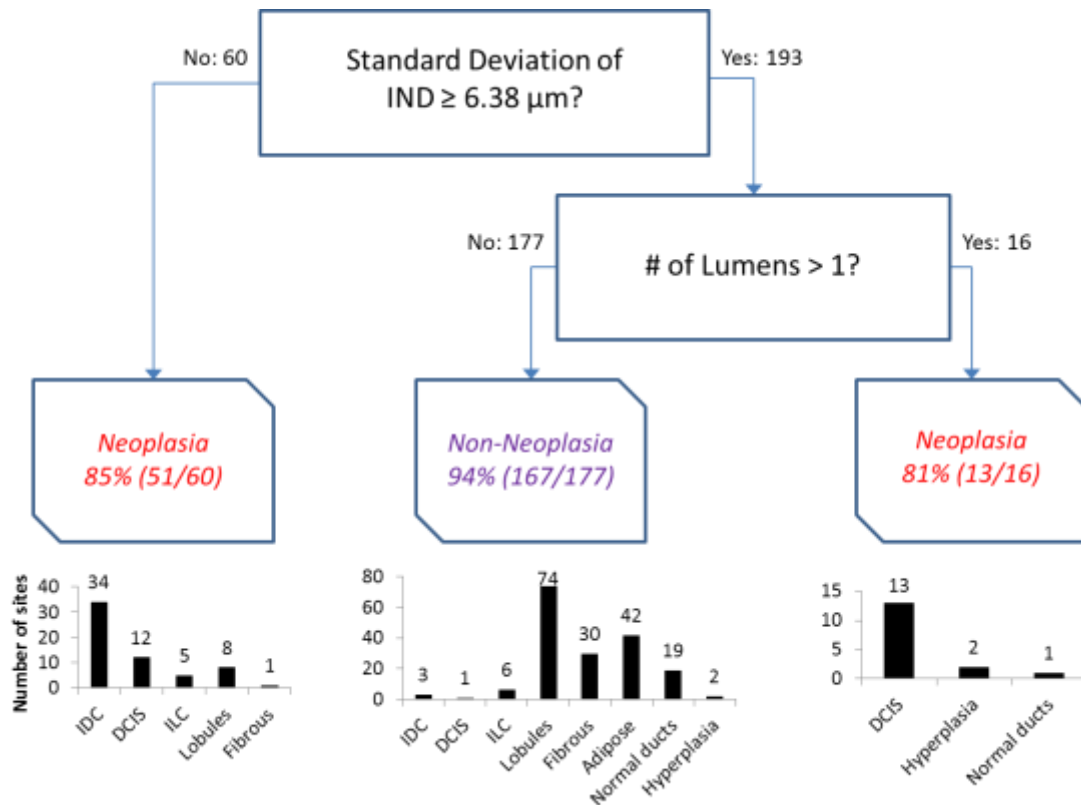 No: 60
Standard Deviation of
IND ≥ 6.38 µm?
Yes: 193
No: 177
# of Lumens > 1?
Yes: 16
Neoplasia
85% (51/60)
Non-Neoplasia
94% (167/177)
Neoplasia
81% (13/16)
Number of sites
40
30
20
10
0
34
12
5
8
1
IDC
DCIS
ILC
Lobules
Fibrous
80
60
40
20
0
3
1
6
74
30
42
19
2
IDC
DCIS
ILC
Lobules
Fibrous
Adipose
Normal ducts
Hyperplasia
15
10
5
0
13
2
1
DCIS
Hyperplasia
Normal ducts